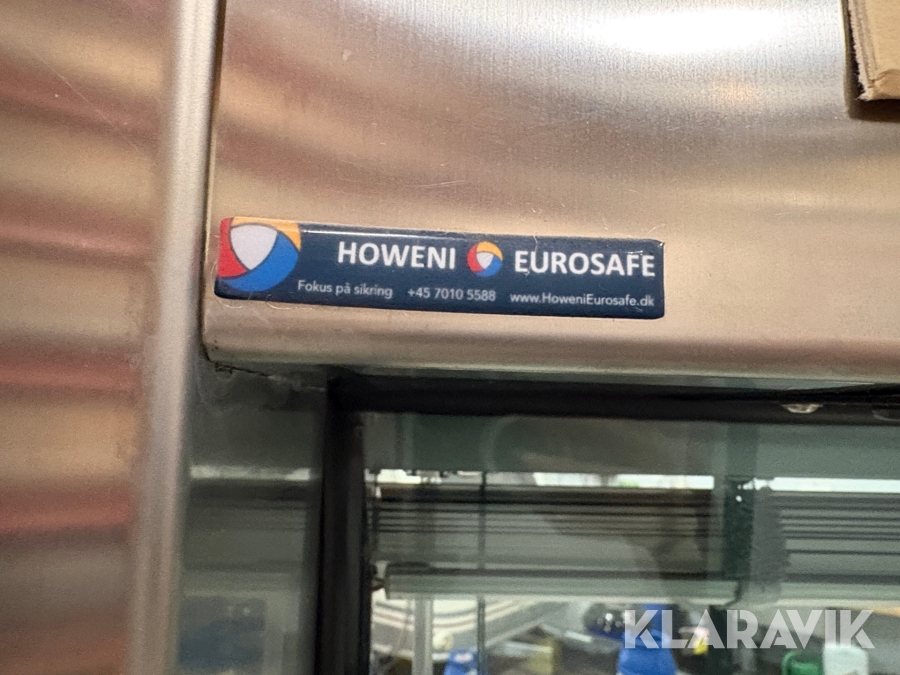 HOWENI EUROSAFE
Fokus på sikring +45 7010 5588 www.HoweniEurosafe.dk
KLARAVIK